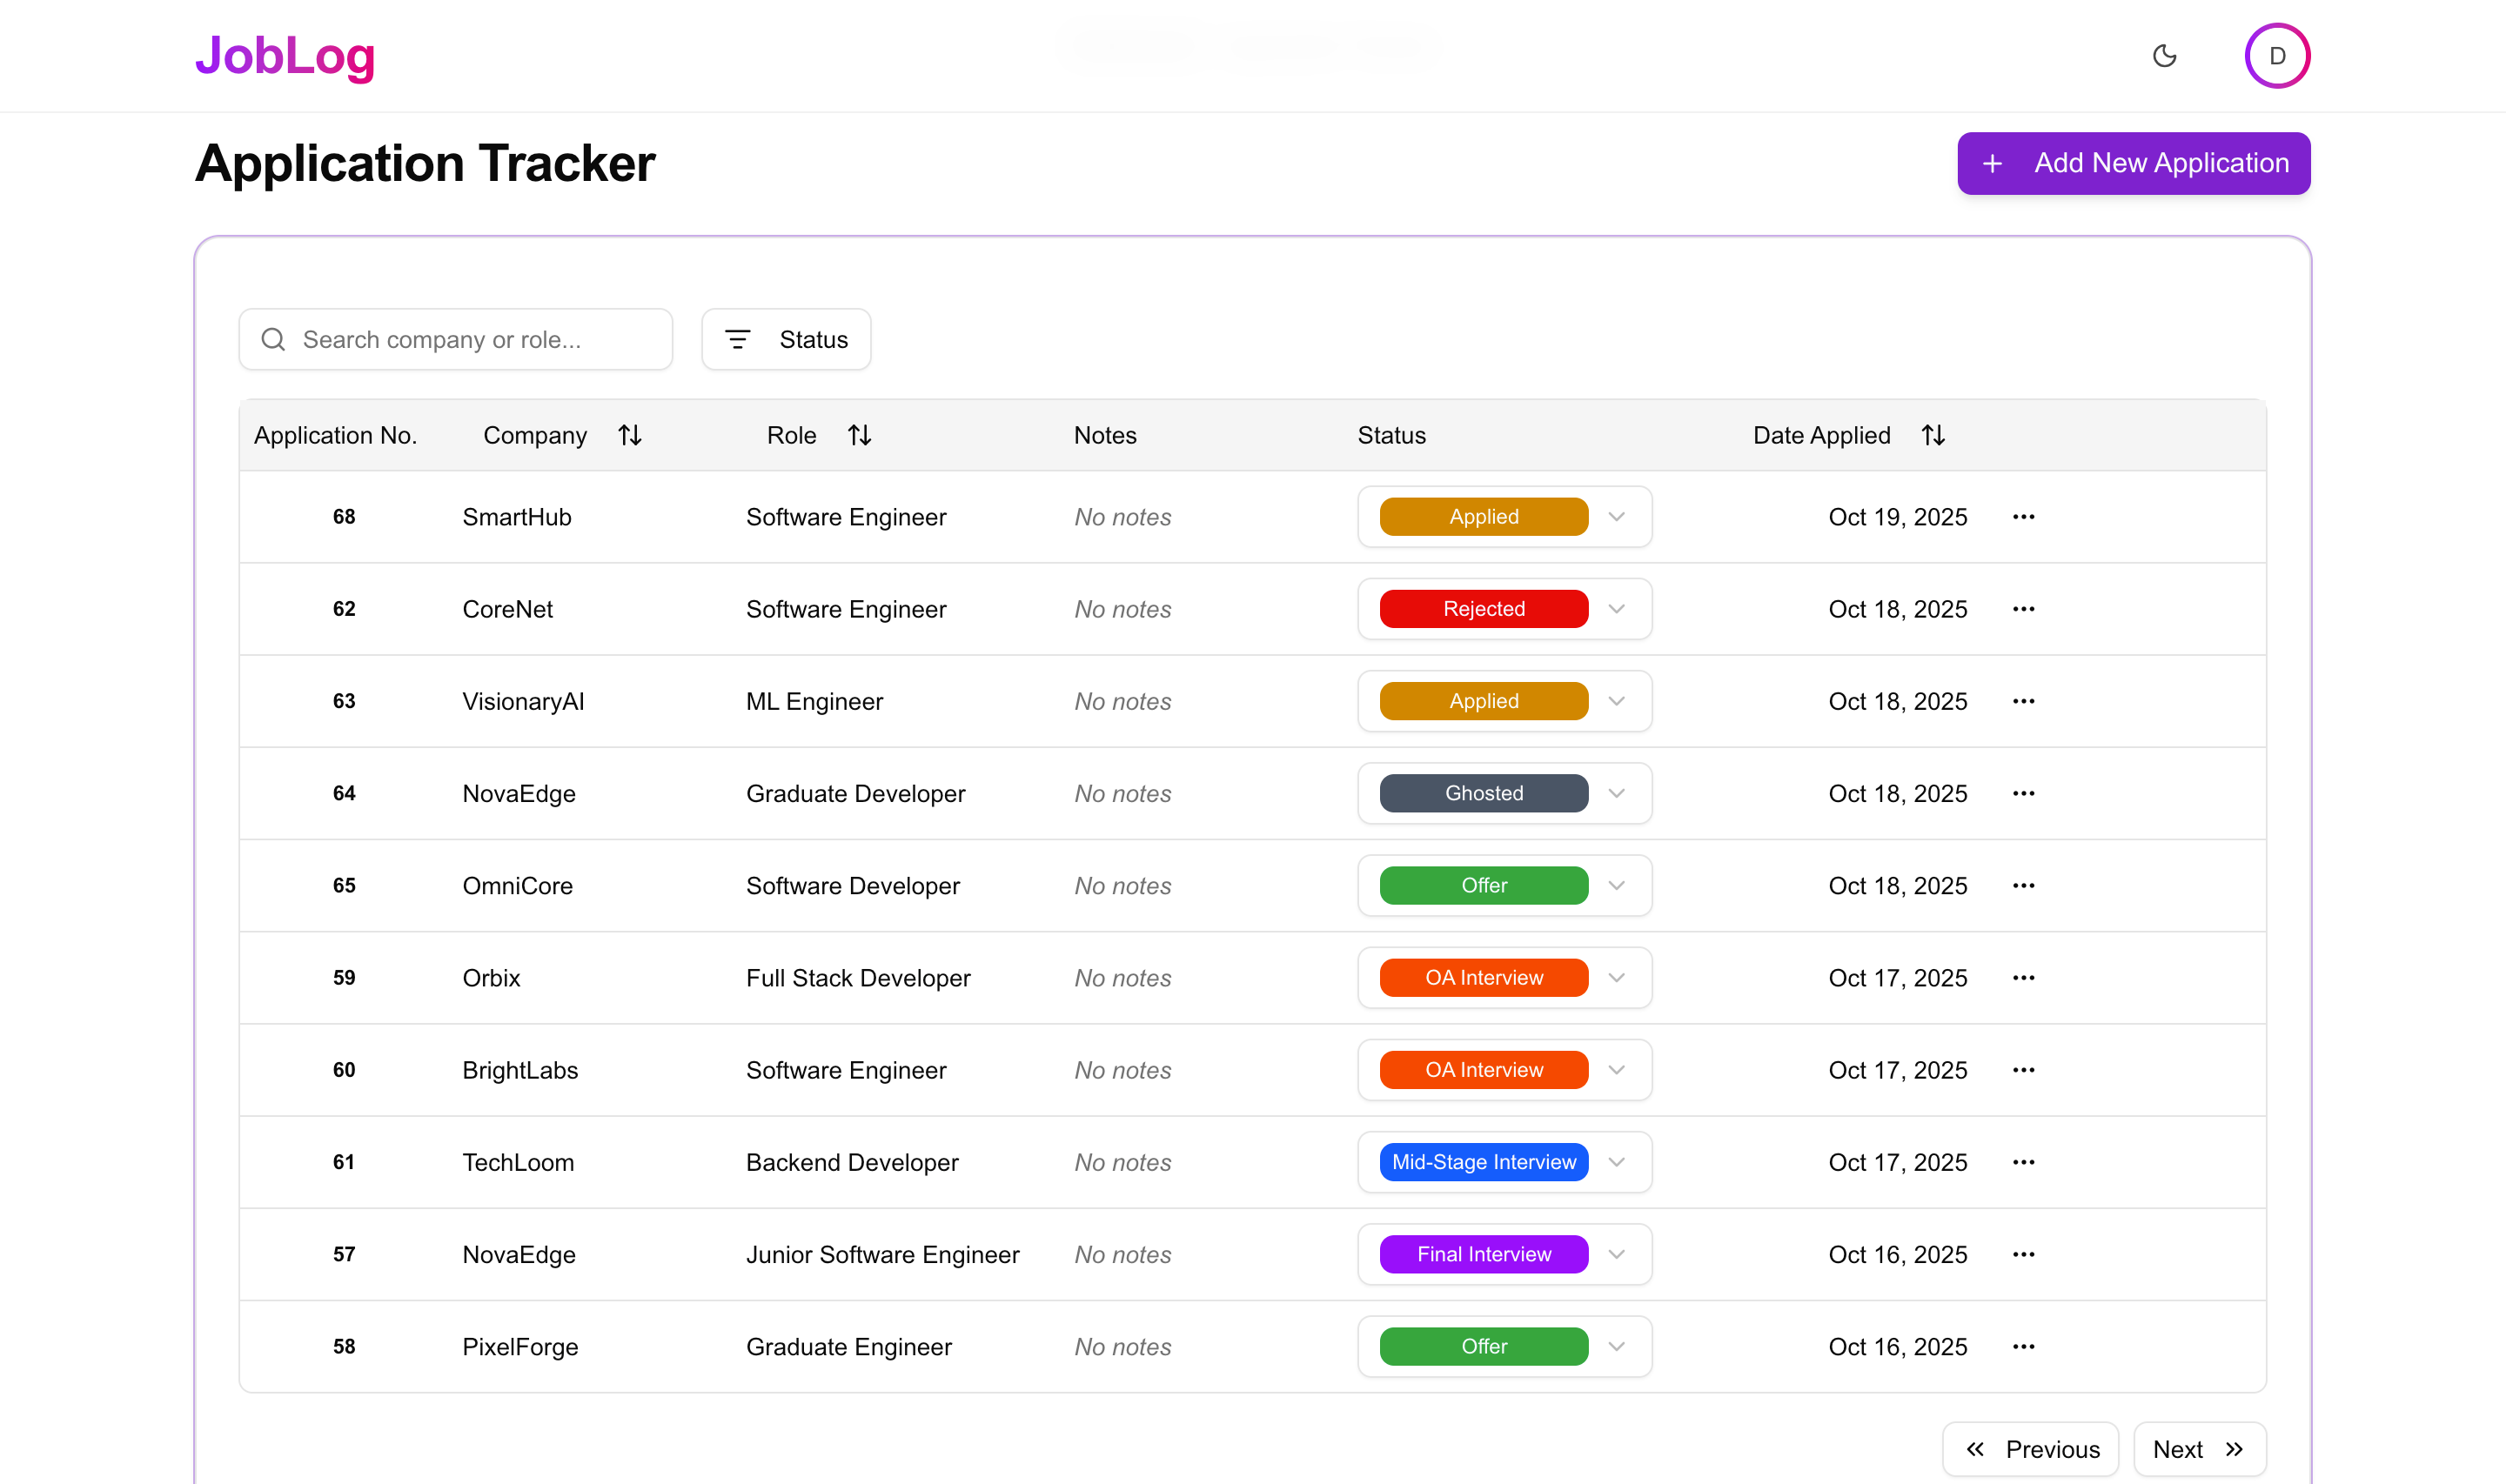 JobLog
D
Application Tracker
+ Add New Application
Search company or role...
Status
Application No. Company Role Notes Status Date Applied
68 SmartHub Software Engineer No notes Applied Oct 19, 2025
62 CoreNet Software Engineer No notes Rejected Oct 18, 2025
63 VisionaryAI ML Engineer No notes Applied Oct 18, 2025
64 NovaEdge Graduate Developer No notes Ghosted Oct 18, 2025
65 OmniCore Software Developer No notes Offer Oct 18, 2025
59 Orbix Full Stack Developer No notes OA Interview Oct 17, 2025
60 BrightLabs Software Engineer No notes OA Interview Oct 17, 2025
61 TechLoom Backend Developer No notes Mid-Stage Interview Oct 17, 2025
57 NovaEdge Junior Software Engineer No notes Final Interview Oct 16, 2025
58 PixelForge Graduate Engineer No notes Offer Oct 16, 2025
Previous Next